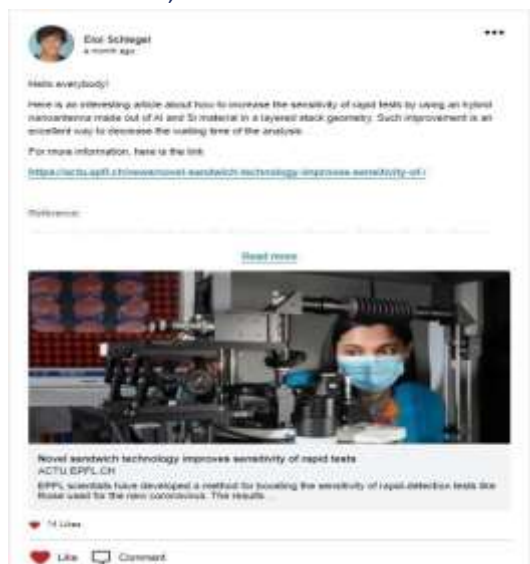 Eloi Schlegel
a month ago
Hello everybody!
Here is an interesting article about how to increase the sensitivity of rapid tests by using an hybrid
nanoantenna made out of Al and Si material in a layered stack geometry. Such improvement is an
excellent way to decrease the waiting time of the analysis.
For more information, here is the link:
https://actu.epfl.ch/news/novel-sandwich-technology-improves-sensitivity-of-r
Reference:
Read more
Novel sandwich technology improves sensitivity of rapid tests
ACTU.EPFL.CH
EPFL scientists have developed a method for boosting the sensitivity of rapid-detection tests like
those used for the new coronavirus. The results ...
14 Likes
Like Comment